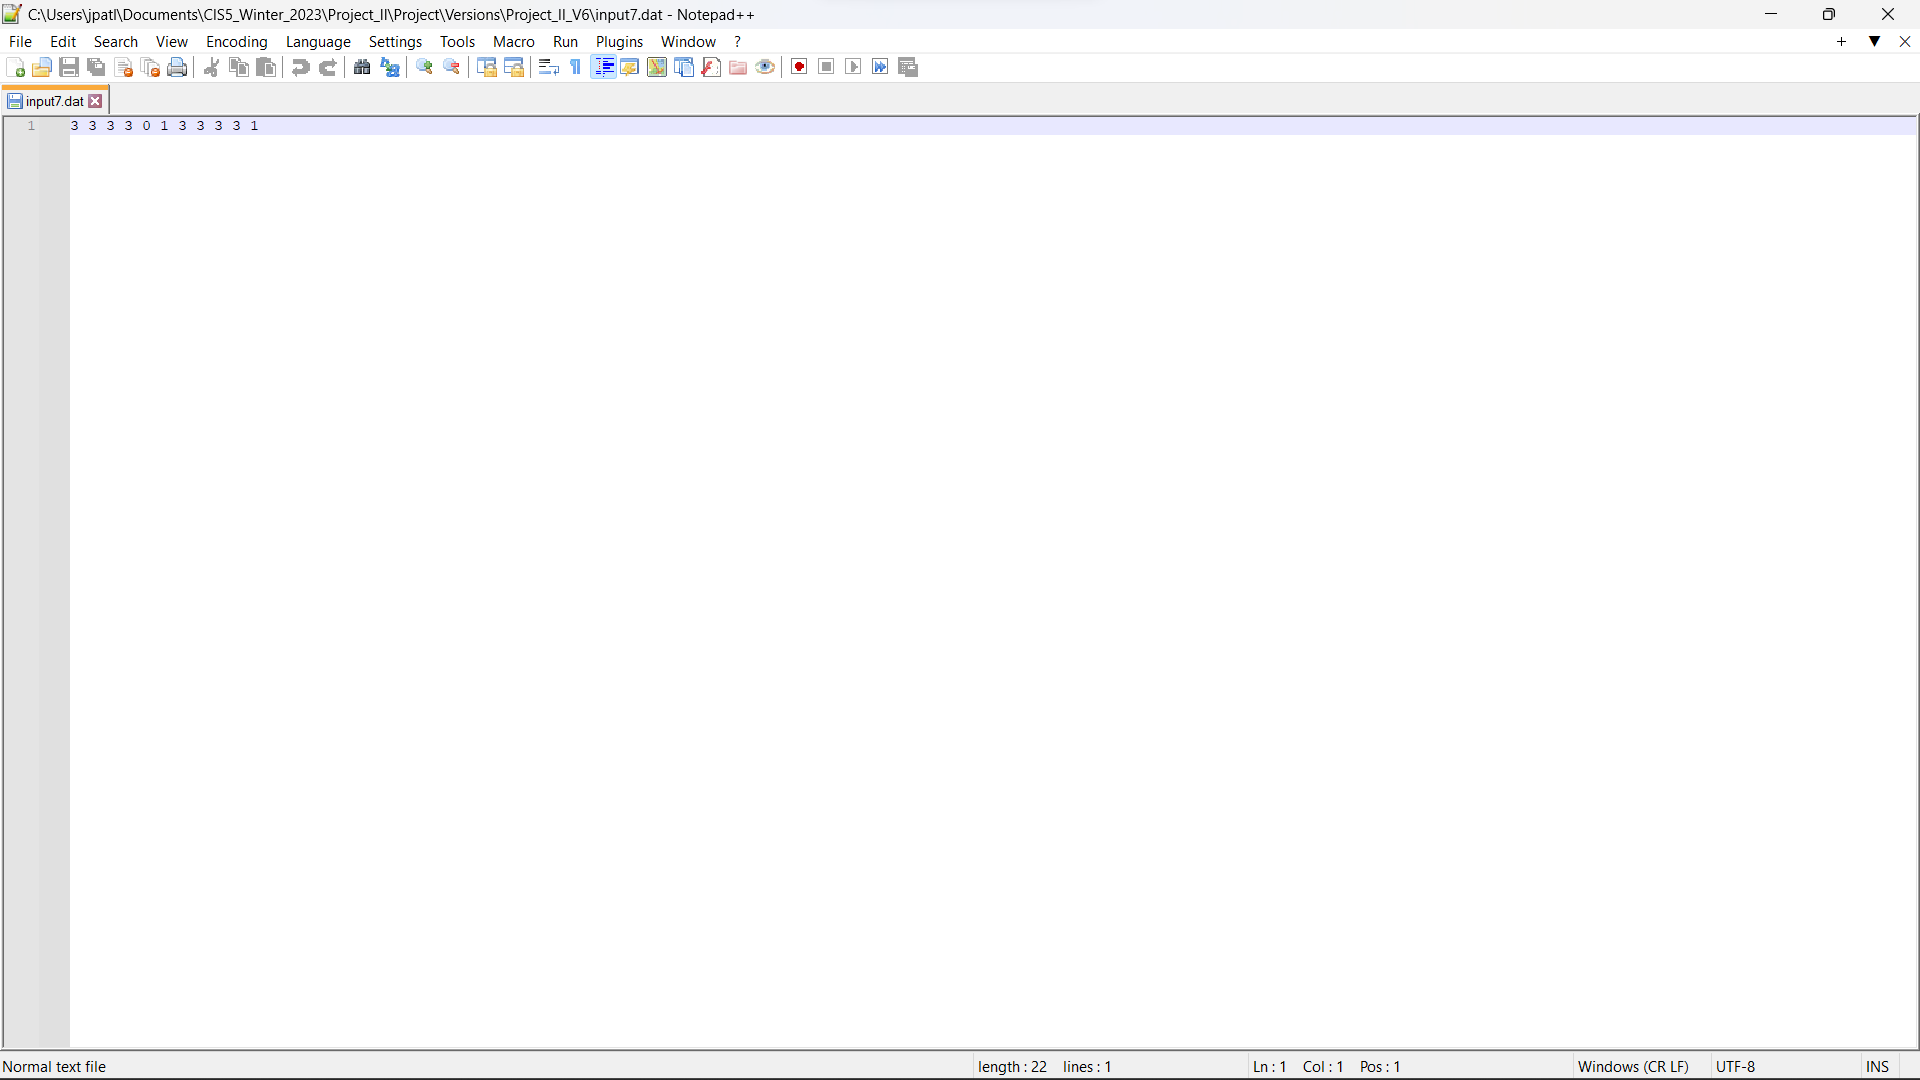 C:\Users\jpatl\Documents\CIS5_Winter_2023\Project_II\Project\Versions\Project_II_V6\input7.dat - Notepad++
File Edit Search View Encoding Language Settings Tools Macro Run Plugins Window ?
input7.dat
1 3 3 3 3 0 1 3 3 3 3 1
Normal text file length : 22 lines : 1 Ln : 1 Col : 1 Pos : 1 Windows (CR LF) UTF-8 INS